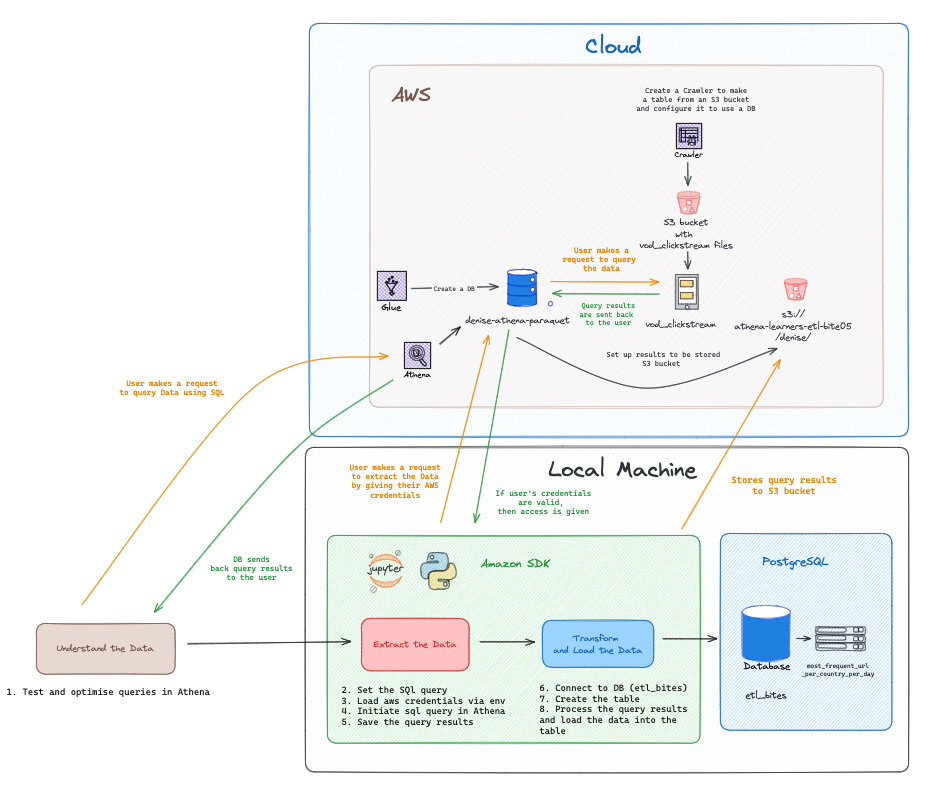 Cloud
AWS
Create a Crawler to make
a table from an S3 bucket
and configure it to use a DB
Crawler
S3 bucket
with
vod_clickstream files
User makes a
request to query
the data
Glue
Create a DB
denise-athena-paraquet
Query results
are sent back
to the user
vod_clickstream
s3://
athena-learners-etl-bite05
/denise/
Athena
Set up results to be stored
S3 bucket
User makes a request
to query Data using SQL
Local Machine
User makes a request
to extract the Data
by giving their AWS
credentials
If user's credentials
are valid,
then access is given
Stores query results
to S3 bucket
DB sends
back query results
to the user
jupyter
Amazon SDK
PostgreSQL
Understand the Data
Extract the Data
Transform
and Load the Data
Database
most_frequent_url
_per_country_per_day
etl_bites
1. Test and optimise queries in Athena
2. Set the SQl query
3. Load aws credentials via env
4. Initiate sql query in Athena
5. Save the query results
6. Connect to DB (etl_bites)
7. Create the table
8. Process the query results
and load the data into the
table